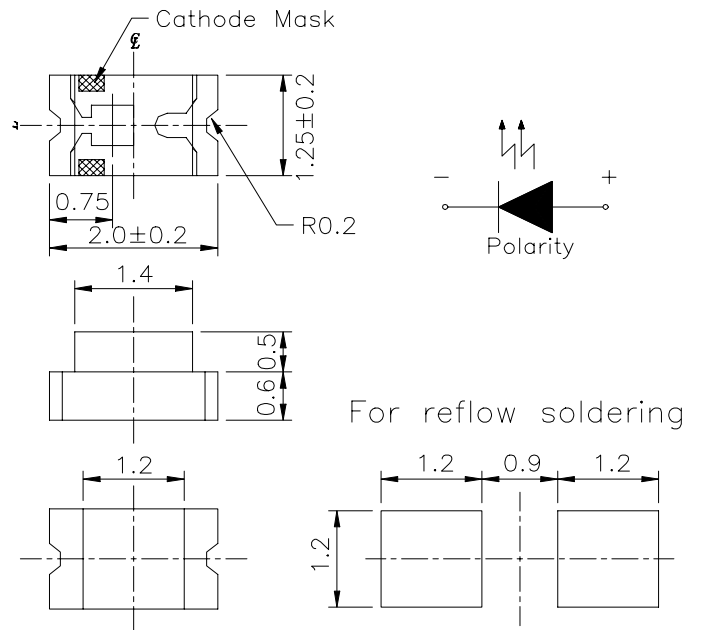 Cathode Mask
℄
1.25±0.2
0.75
2.0±0.2
R0.2
- +
Polarity
1.4
0.5
0.6
For reflow soldering
1.2
1.2 0.9 1.2
1.2